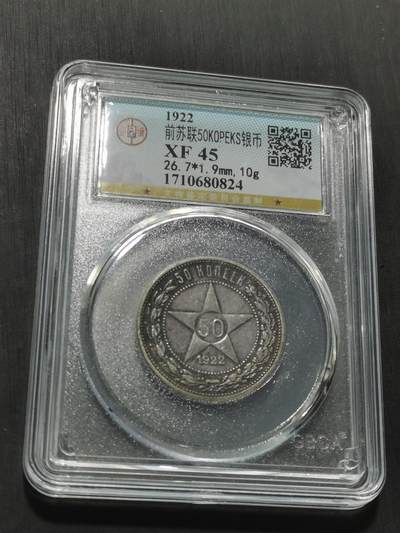 1922
前苏联50KOPEKS银币
XF 45
26.7*1.9mm,10g
1710680824
50 КОПЕЕК
50
1922
GBCA